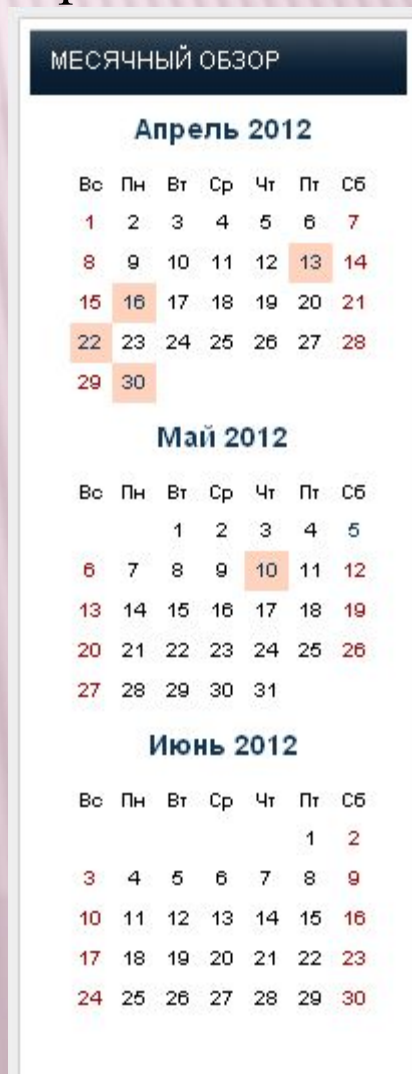 МЕСЯЧНЫЙ ОБЗОР
Апрель 2012
Вс Пн Вт Ср Чт Пт Сб
1 2 3 4 5 6 7
8 9 10 11 12 13 14
15 16 17 18 19 20 21
22 23 24 25 26 27 28
29 30
Май 2012
Вс Пн Вт Ср Чт Пт Сб
1 2 3 4 5
6 7 8 9 10 11 12
13 14 15 16 17 18 19
20 21 22 23 24 25 26
27 28 29 30 31
Июнь 2012
Вс Пн Вт Ср Чт Пт Сб
1 2
3 4 5 6 7 8 9
10 11 12 13 14 15 16
17 18 19 20 21 22 23
24 25 26 27 28 29 30